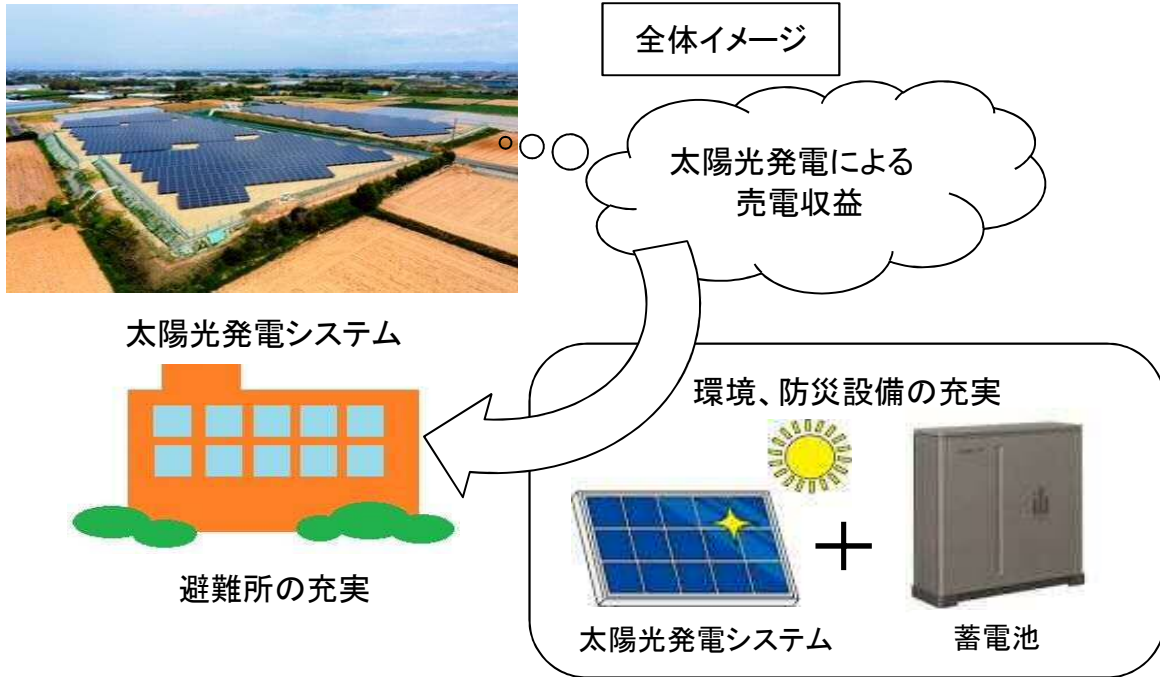 全体イメージ
太陽光発電による
売電収益
太陽光発電システム
環境、防災設備の充実
避難所の充実
太陽光発電システム
蓄電池